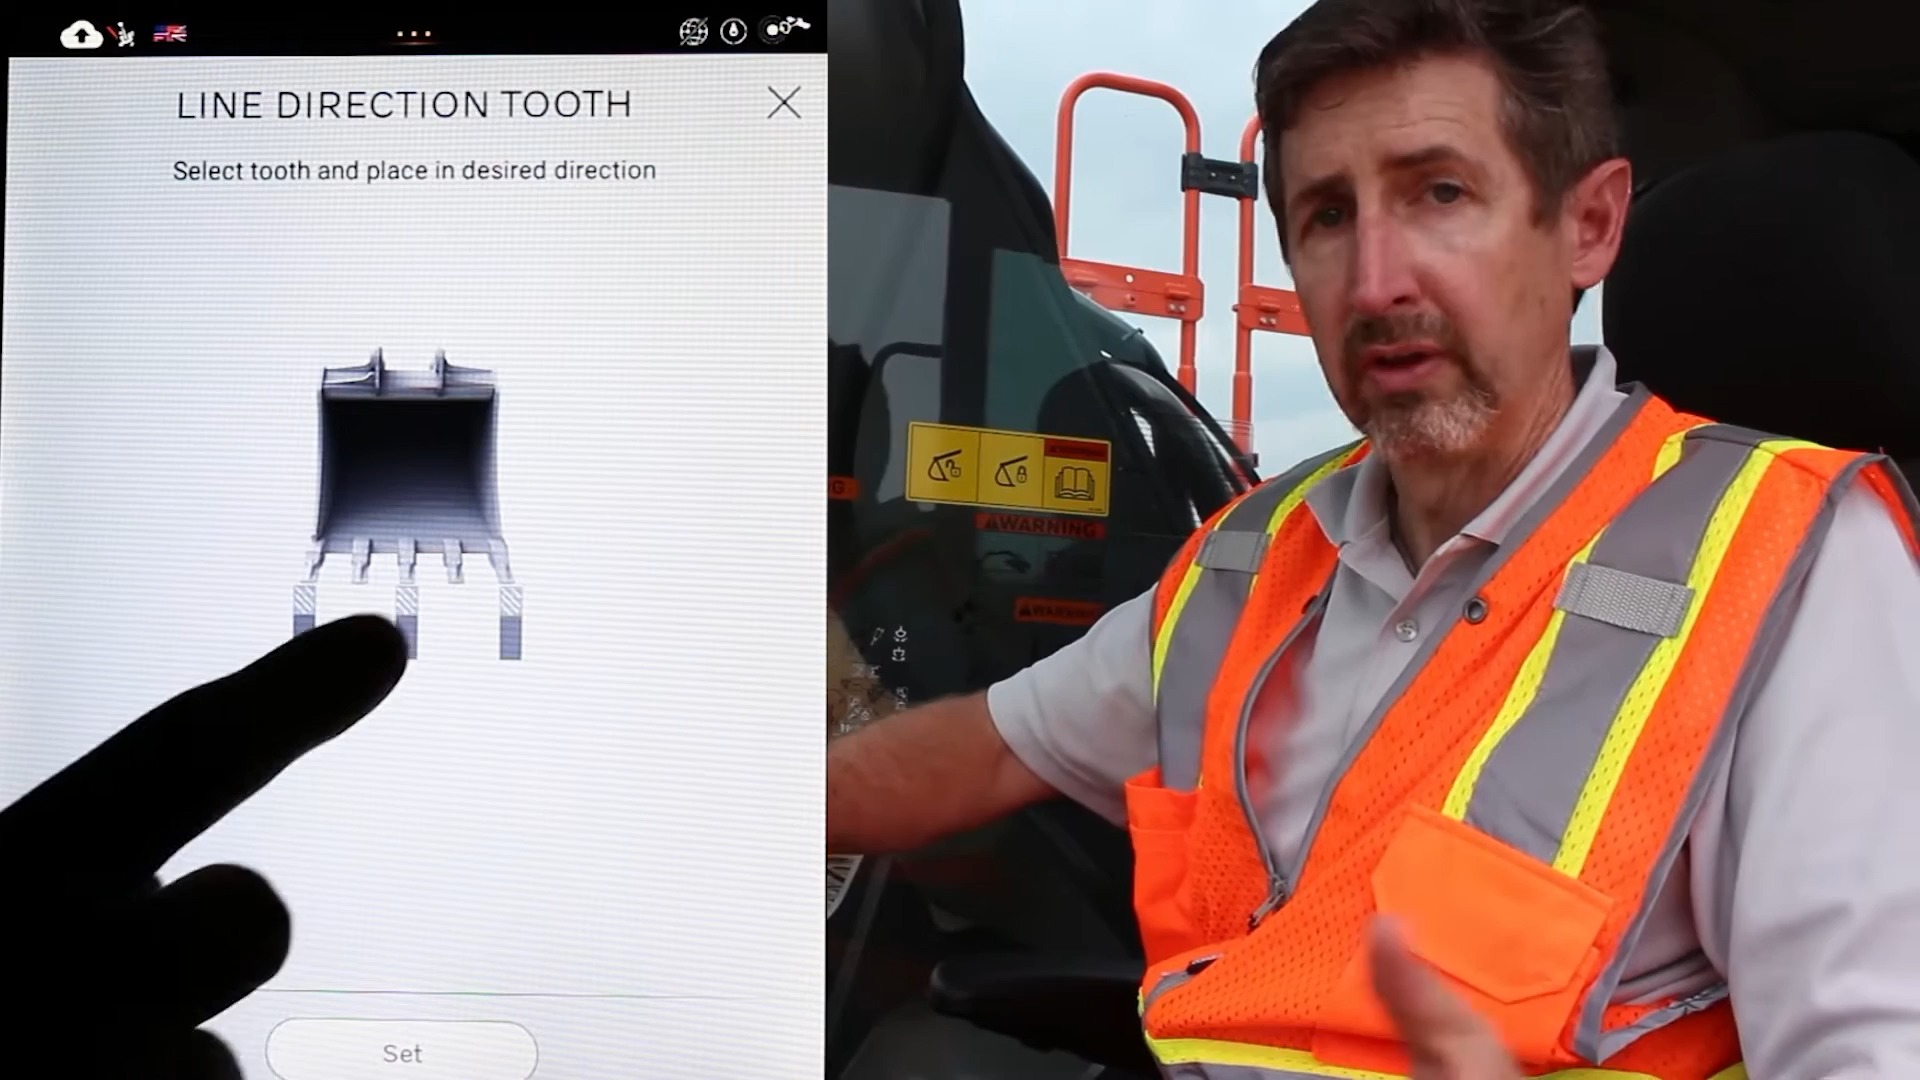 LINE DIRECTION TOOTH
Select tooth and place in desired direction
Set
WARNING
WARNING